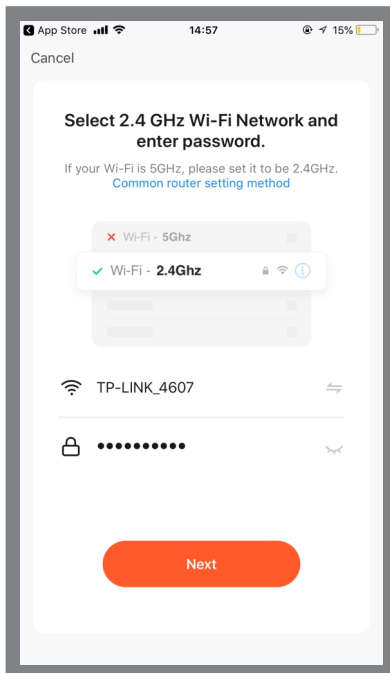 App Store 14:57 15%
Cancel
Select 2.4 GHz Wi-Fi Network and
enter password.
If your Wi-Fi is 5GHz, please set it to be 2.4GHz.
Common router setting method
Wi-Fi - 5Ghz
Wi-Fi - 2.4Ghz
TP-LINK_4607
••••••••••
Next